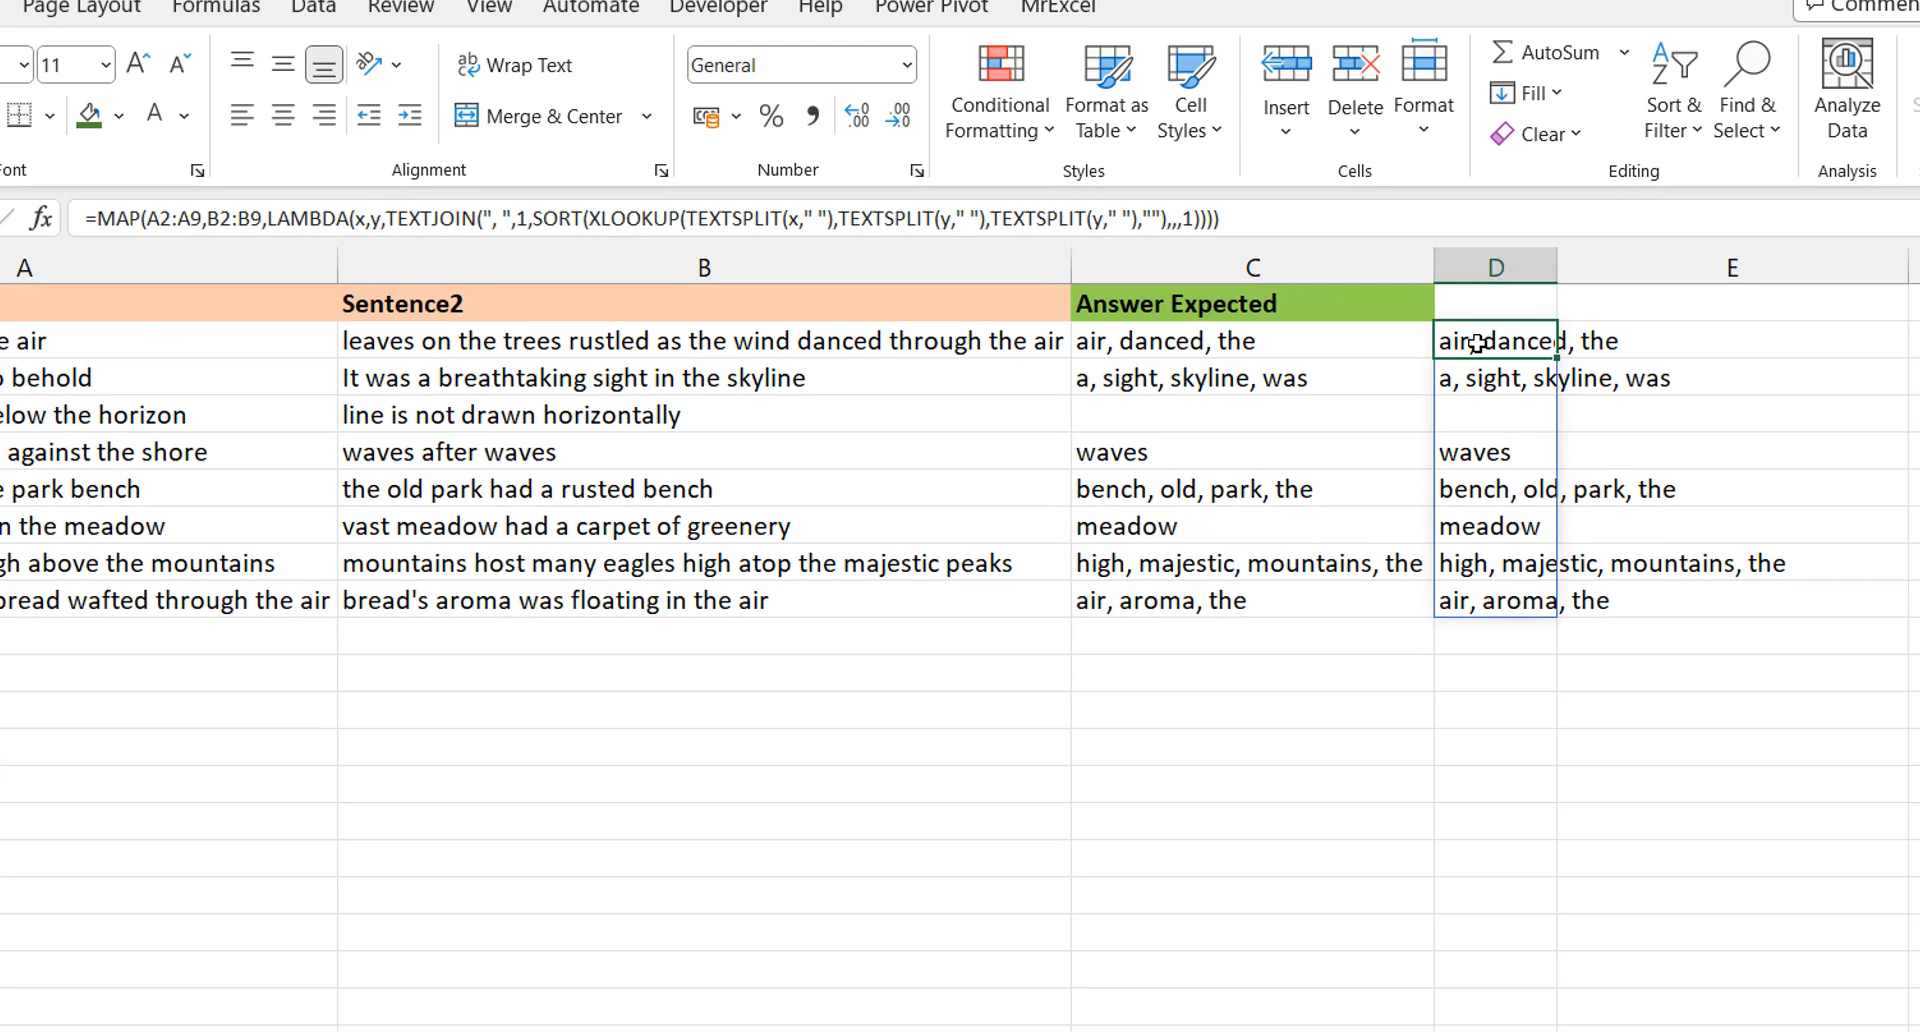 Page Layout Formulas Data Review View Automate Developer Help Power Pivot MrExcel Commen
11 Wrap Text General AutoSum
Conditional Formatting Format as Table Cell Styles Insert Delete Format Fill Sort & Filter Find & Select Analyze Data
Merge & Center Clear
ont Alignment Number Styles Cells Editing Analysis
fx =MAP(A2:A9,B2:B9,LAMBDA(x,y,TEXTJOIN(", ",1,SORT(XLOOKUP(TEXTSPLIT(x," "),TEXTSPLIT(y," "),TEXTSPLIT(y," "),""),,,1))))
A B C D E
Sentence2 Answer Expected
e air leaves on the trees rustled as the wind danced through the air air, danced, the air, danced, the
o behold It was a breathtaking sight in the skyline a, sight, skyline, was a, sight, skyline, was
elow the horizon line is not drawn horizontally
against the shore waves after waves waves waves
e park bench the old park had a rusted bench bench, old, park, the bench, old, park, the
n the meadow vast meadow had a carpet of greenery meadow meadow
gh above the mountains mountains host many eagles high atop the majestic peaks high, majestic, mountains, the high, majestic, mountains, the
bread wafted through the air bread's aroma was floating in the air air, aroma, the air, aroma, the